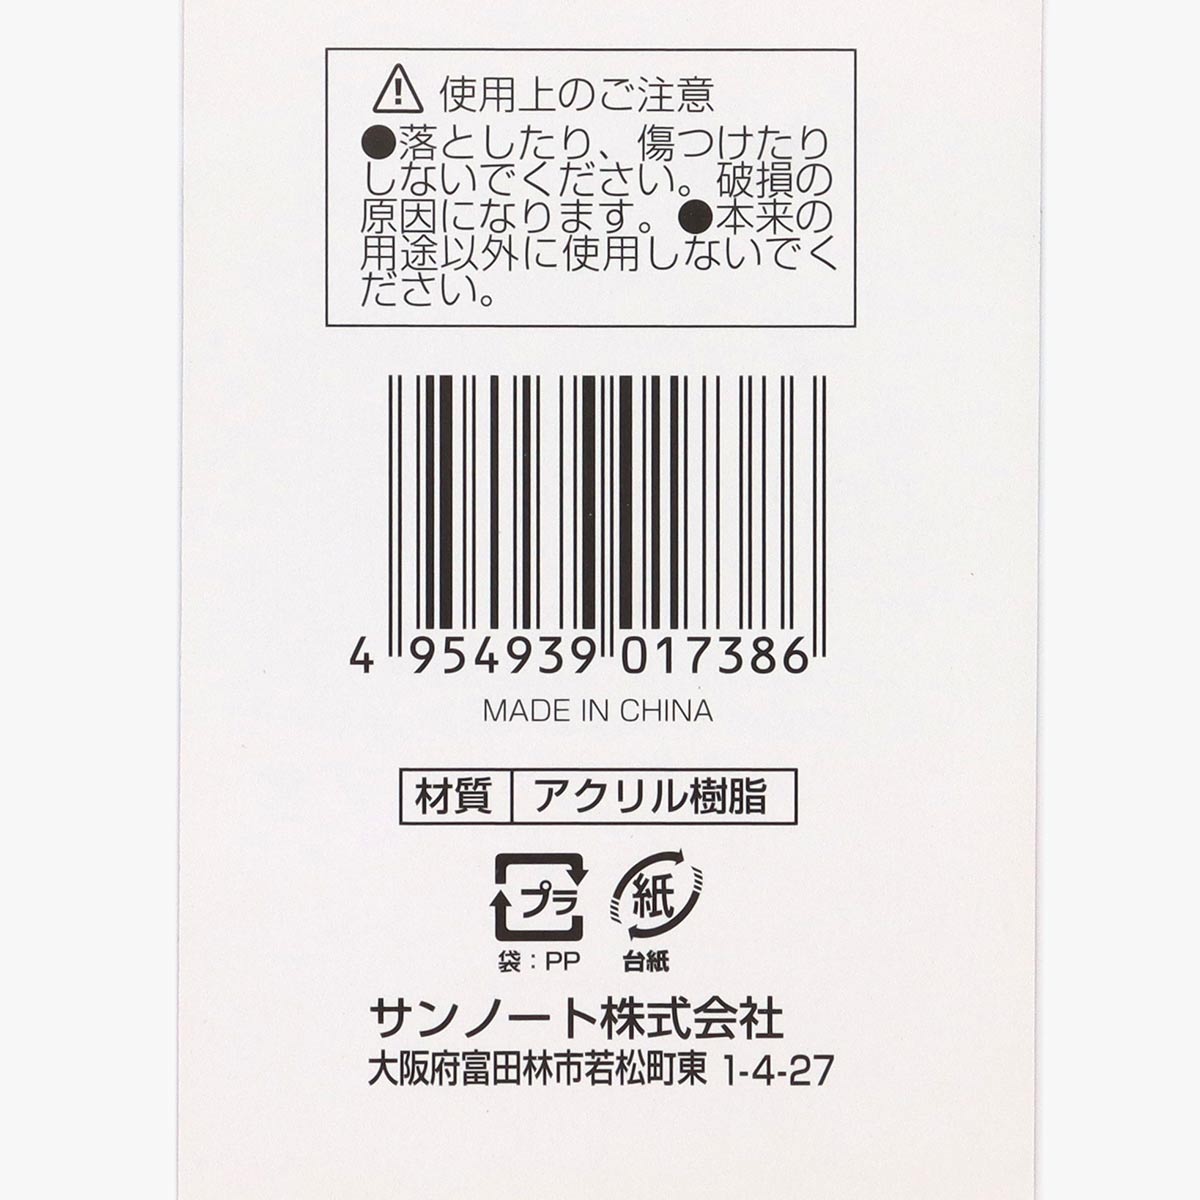 使用上のご注意
●落としたり、傷つけたり
しないでください。破損の
原因になります。●本来の
用途以外に使用しないでく
ださい。
4 954939 017386
MADE IN CHINA
材質 アクリル樹脂
プラ 紙
袋：PP 台紙
サンノート株式会社
大阪府富田林市若松町東 1-4-27